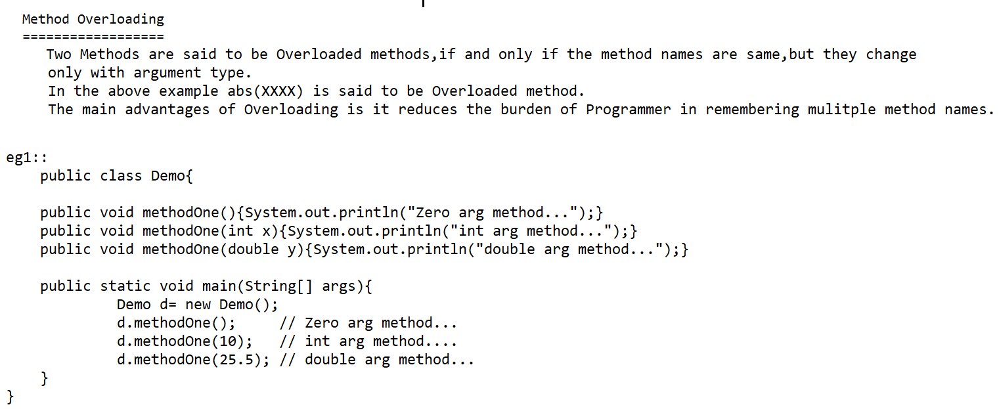 Method Overloading
==================
Two Methods are said to be Overloaded methods,if and only if the method names are same,but they change
only with argument type.
In the above example abs(XXXX) is said to be Overloaded method.
The main advantages of Overloading is it reduces the burden of Programmer in remembering mulitple method names.
eg1::
public class Demo{
public void methodOne(){System.out.println("Zero arg method...");}
public void methodOne(int x){System.out.println("int arg method...");}
public void methodOne(double y){System.out.println("double arg method...");}
public static void main(String[] args){
Demo d= new Demo();
d.methodOne();     // Zero arg method...
d.methodOne(10);  // int arg method....
d.methodOne(25.5); // double arg method...
}
}